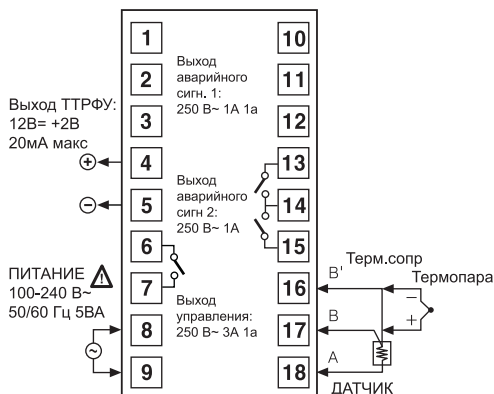 1
10
2
Выход
аварийного
сигн. 1:
250 В~ 1А 1а
11
3
12
Выход ТТРФУ:
12В= +2В
20мА макс
4
13
5
Выход
аварийного
сигн 2:
250 В~ 1А
14
6
15
ПИТАНИЕ
100-240 В~
50/60 Гц 5ВА
7
Выход
управления:
250 В~ 3А 1а
16
B'
Терм.сопр
Термопара
8
17
B
9
18
A
ДАТЧИК